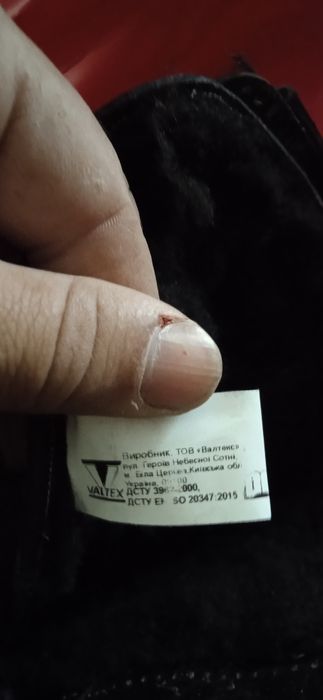 Виробник: ТОВ «Валтекс»
вул. Героїв Небесної Сотні,
м. Біла Церква, Київська обл
Україна,
VALTEX
ДСТУ
ДСТУ EN ISO 20347:2015